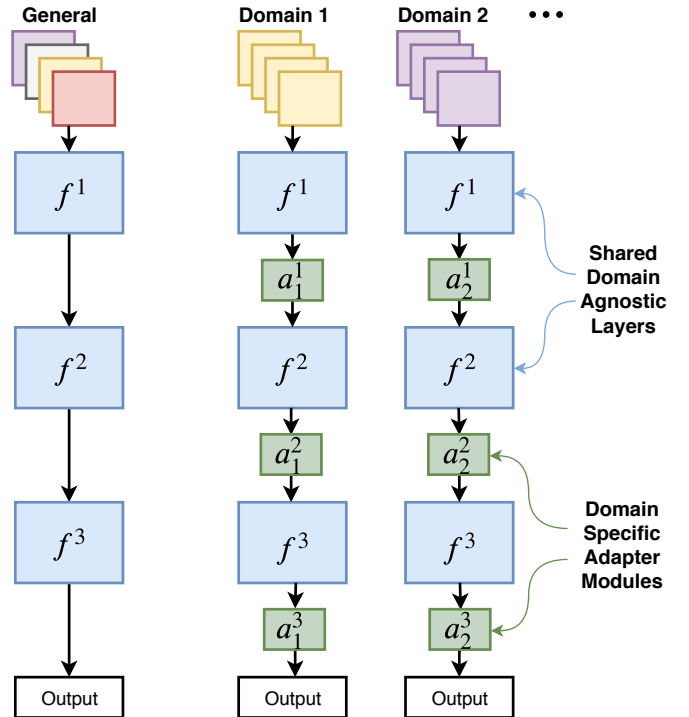 General
Domain 1
Domain 2
•••
f¹
f¹
f¹
a₁¹
a₂¹
Shared
Domain
Agnostic
Layers
f²
f²
f²
a₁²
a₂²
Domain
Specific
Adapter
Modules
f³
f³
f³
a₁³
a₂³
Output
Output
Output